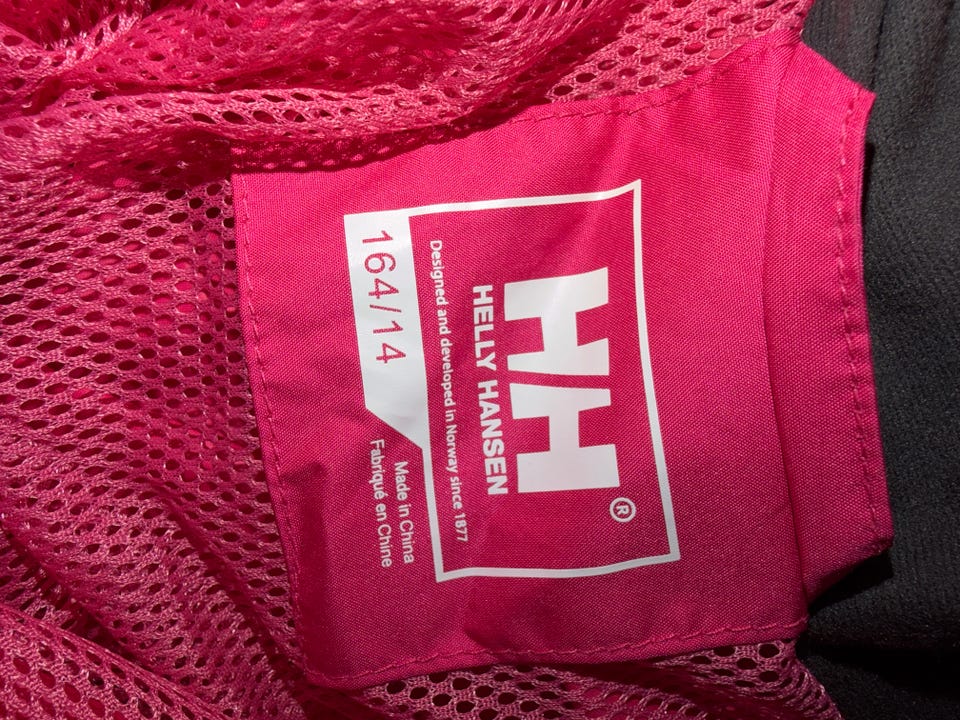 HH®
HELLY HANSEN
Designed and developed in Norway since 1877
164/14
Made in China
Fabriqué en Chine